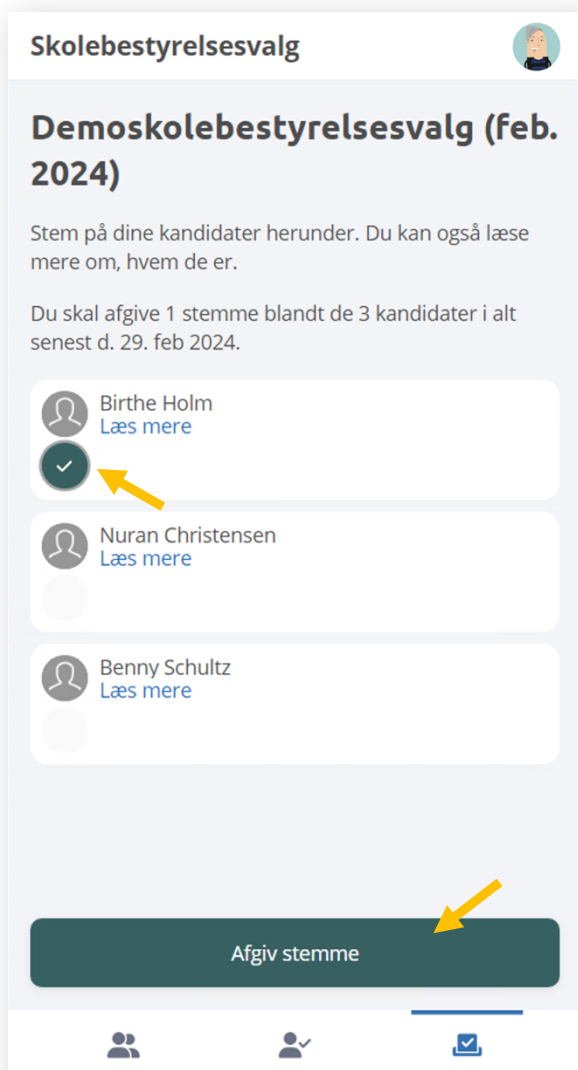 Skolebestyrelsesvalg
Demoskolebestyrelsesvalg (feb.
2024)
Stem på dine kandidater herunder. Du kan også læse
mere om, hvem de er.
Du skal afgive 1 stemme blandt de 3 kandidater i alt
senest d. 29. feb 2024.
Birthe Holm
Læs mere
Nuran Christensen
Læs mere
Benny Schultz
Læs mere
Afgiv stemme